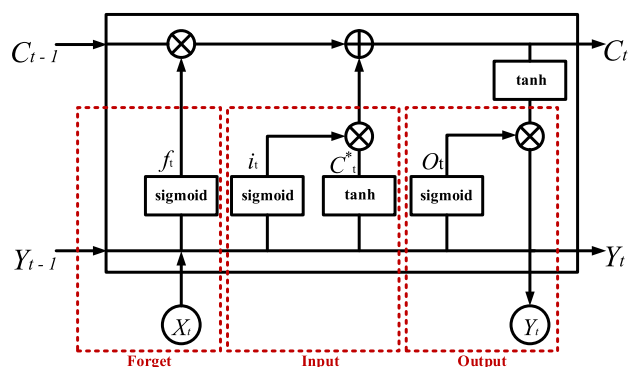 C t-1
C t
tanh
f t
i t
C * t
O t
sigmoid
sigmoid
tanh
sigmoid
Y t-1
Y t
X t
Y t
Forget
Input
Output